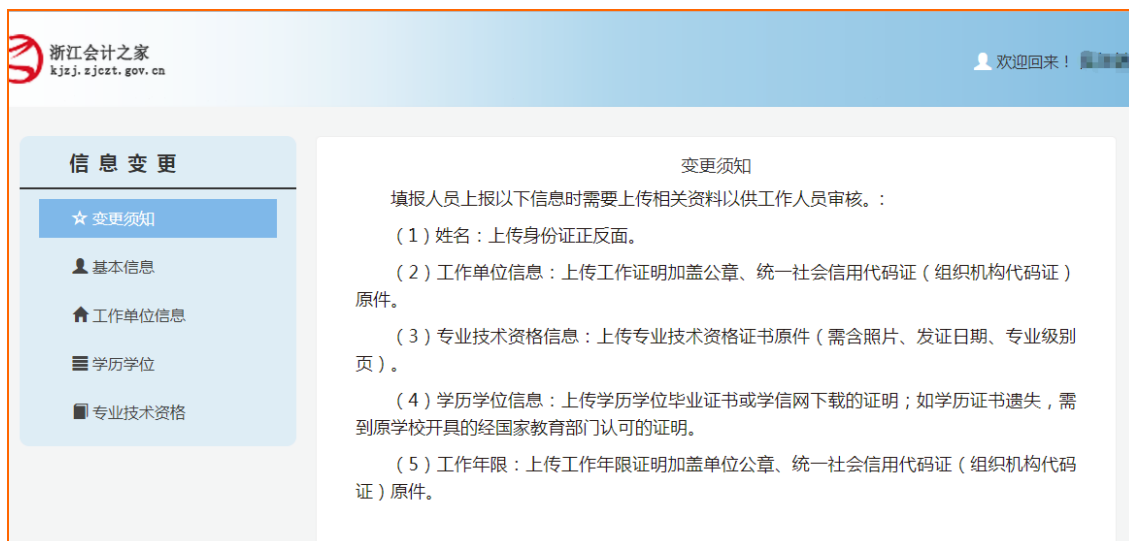 浙江会计之家
kjzj.zjczt.gov.cn
欢迎回来！
信息变更
变更须知
基本信息
工作单位信息
学历学位
专业技术资格
变更须知
填报人员上报以下信息时需要上传相关资料以供工作人员审核。:
（1）姓名：上传身份证正反面。
（2）工作单位信息：上传工作证明加盖公章、统一社会信用代码证（组织机构代码证）
原件。
（3）专业技术资格信息：上传专业技术资格证书原件（需含照片、发证日期、专业级别
页）。
（4）学历学位信息：上传学历学位毕业证书或学信网下载的证明；如学历证书遗失，需
到原学校开具的经国家教育部门认可的证明。
（5）工作年限：上传工作年限证明加盖单位公章、统一社会信用代码证（组织机构代码
证）原件。